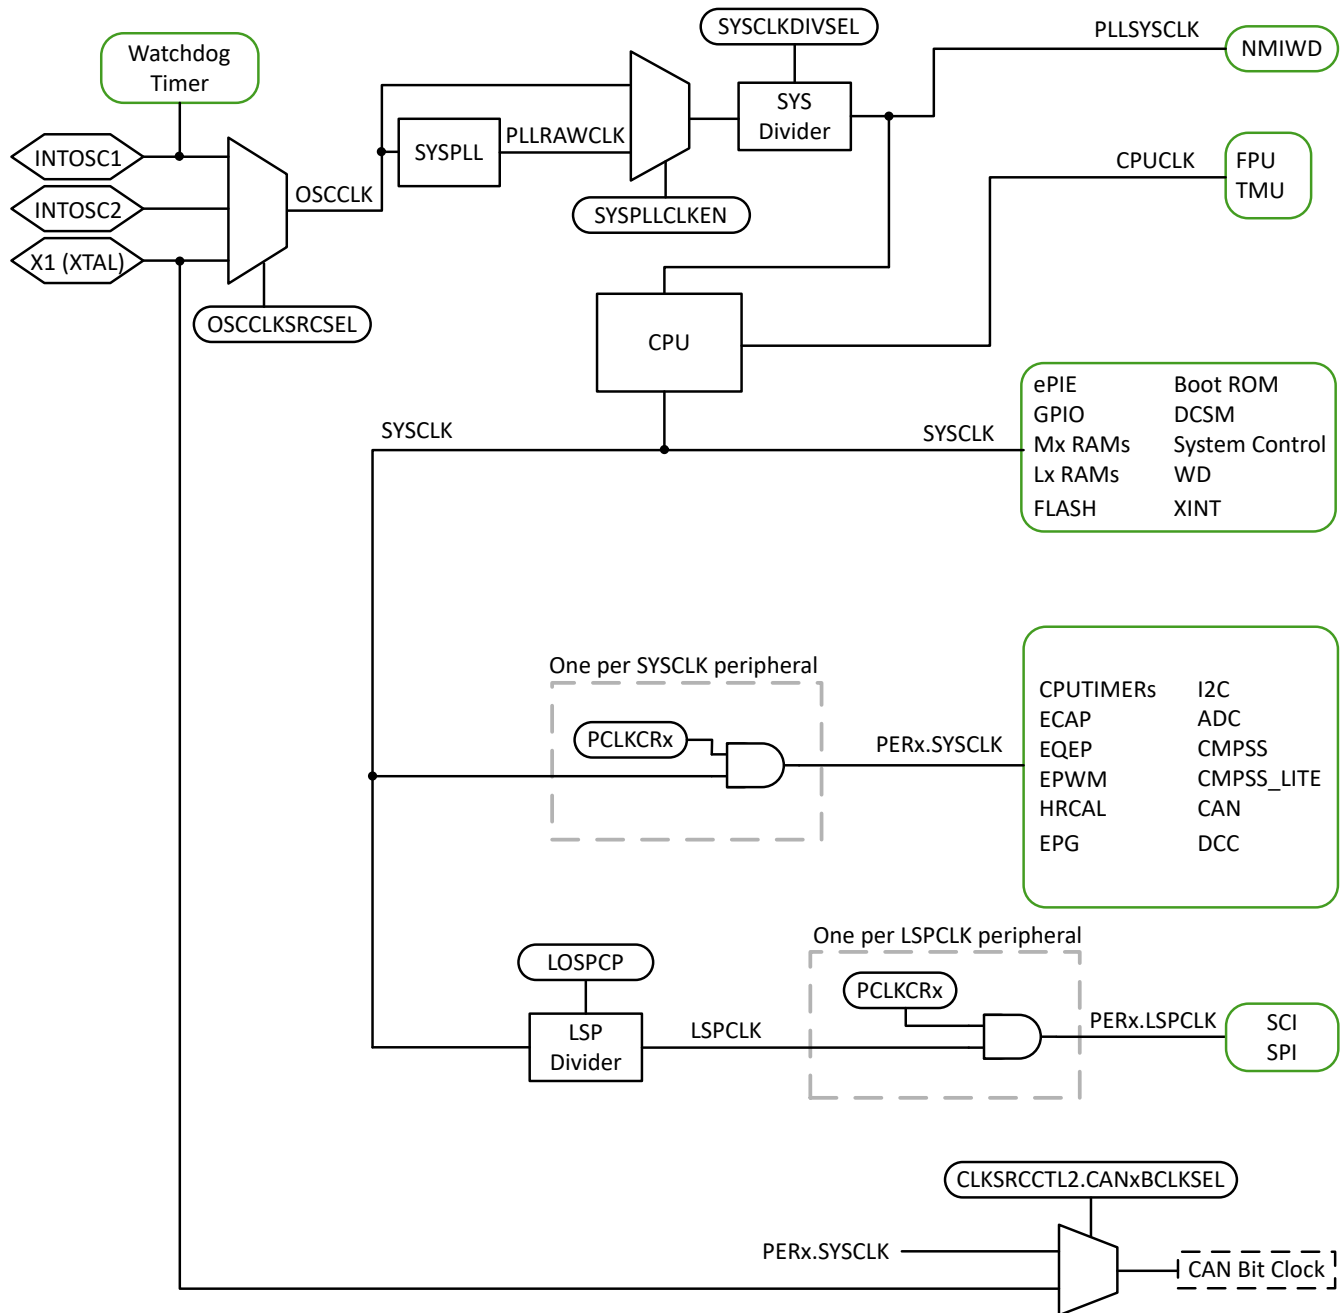 SYSCLKDIVSEL
PLLSYSCLK
NMIWD
Watchdog
Timer
SYS
Divider
INTOSC1
SYSPLL
PLLRAWCLK
CPUCLK
FPU
TMU
INTOSC2
OSCCLK
SYSPLLCLKEN
X1 (XTAL)
OSCCLKSRCSEL
CPU
ePIE
Boot ROM
GPIO
DCSM
SYSCLK
SYSCLK
Mx RAMs
System Control
Lx RAMs
WD
FLASH
XINT
One per SYSCLK peripheral
PCLKCRx
PERx.SYSCLK
CPUTIMERs
I2C
ECAP
ADC
EQEP
CMPSS
EPWM
CMPSS_LITE
HRCAL
CAN
EPG
DCC
One per LSPCLK peripheral
LOSPCP
PCLKCRx
LSP
Divider
LSPCLK
PERx.LSPCLK
SCI
SPI
CLKSRCCTL2.CANxBCLKSEL
PERx.SYSCLK
CAN Bit Clock